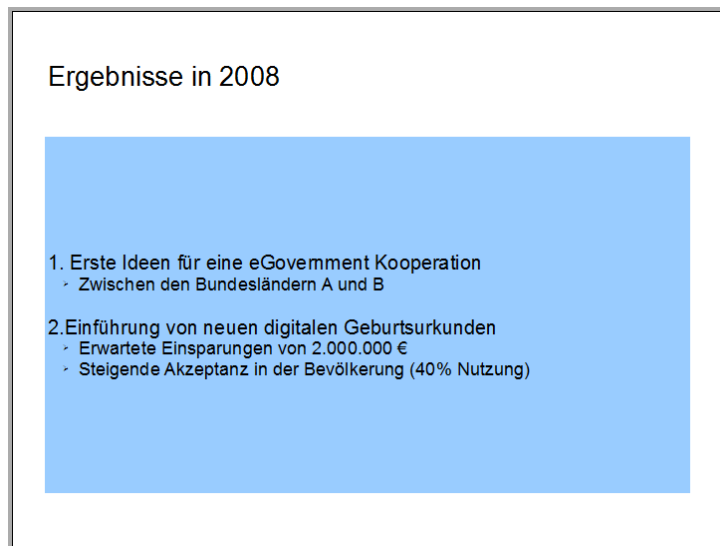 Ergebnisse in 2008
1. Erste Ideen für eine eGovernment Kooperation
Zwischen den Bundesländern A und B
2.Einführung von neuen digitalen Geburtsurkunden
Erwartete Einsparungen von 2.000.000 €
Steigende Akzeptanz in der Bevölkerung (40% Nutzung)